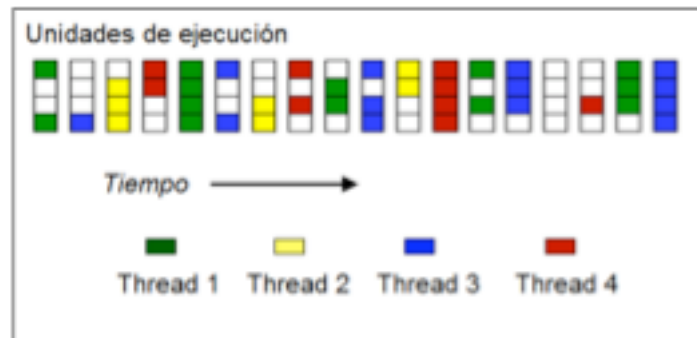 Unidades de ejecución
Tiempo
Thread 1 Thread 2 Thread 3 Thread 4